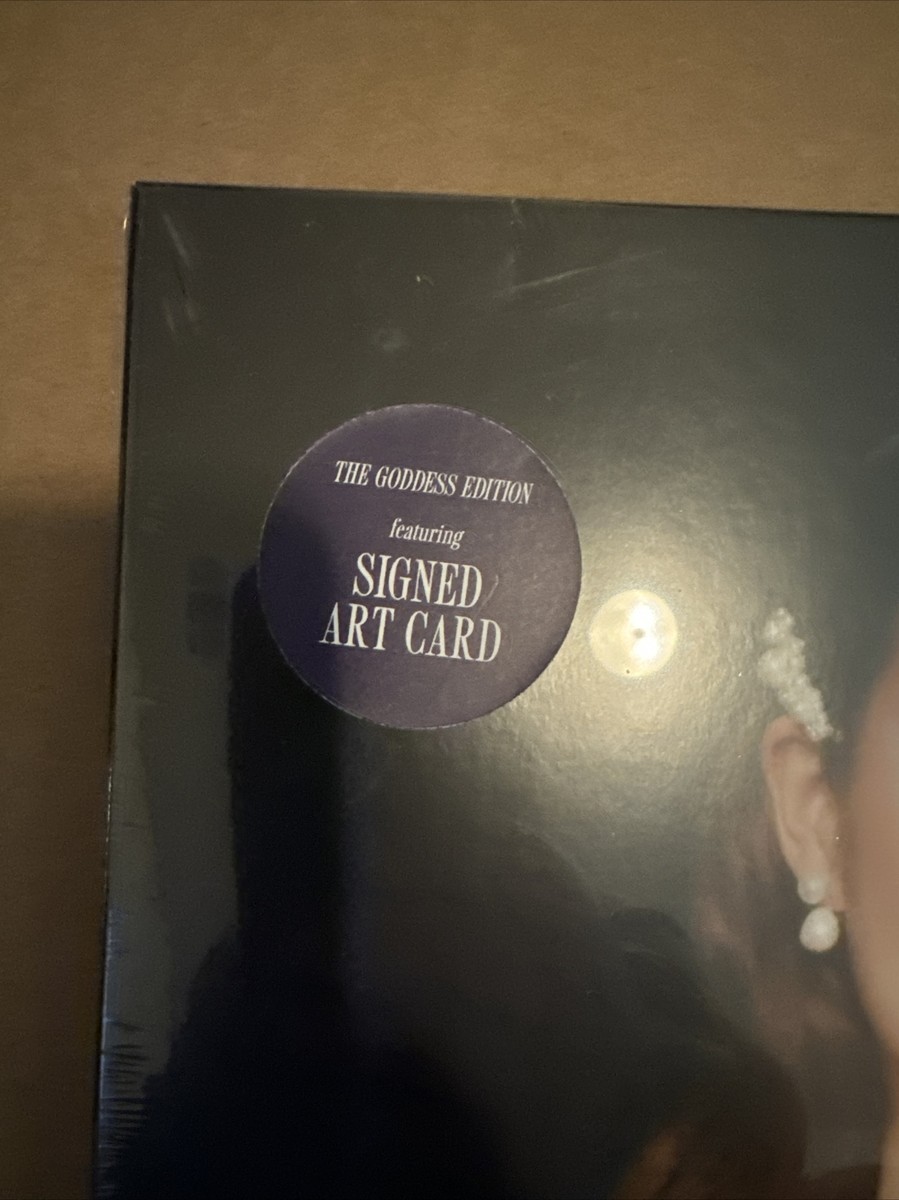 THE GODDESS EDITION
featuring
SIGNED
ART CARD